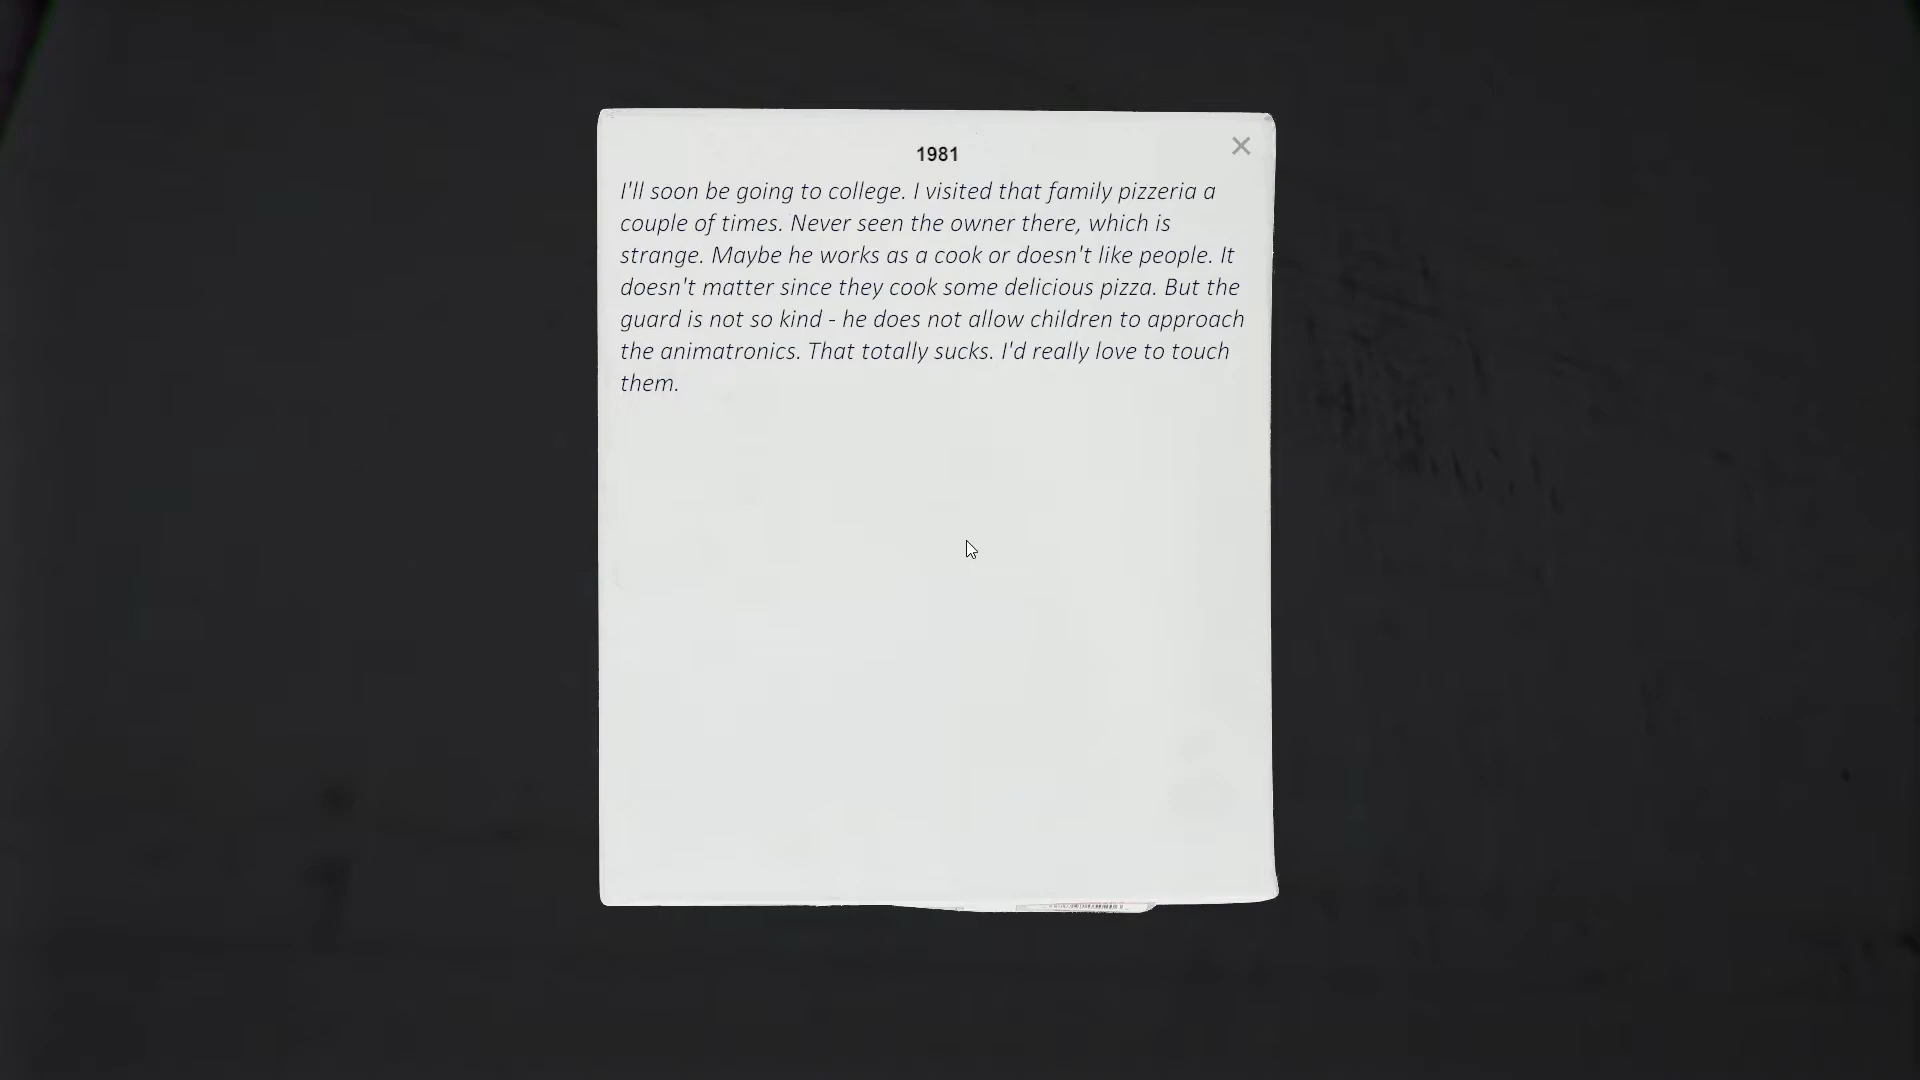 1981
I'll soon be going to college. I visited that family pizzeria a
couple of times. Never seen the owner there, which is
strange. Maybe he works as a cook or doesn't like people. It
doesn't matter since they cook some delicious pizza. But the
guard is not so kind - he does not allow children to approach
the animatronics. That totally sucks. I'd really love to touch
them.